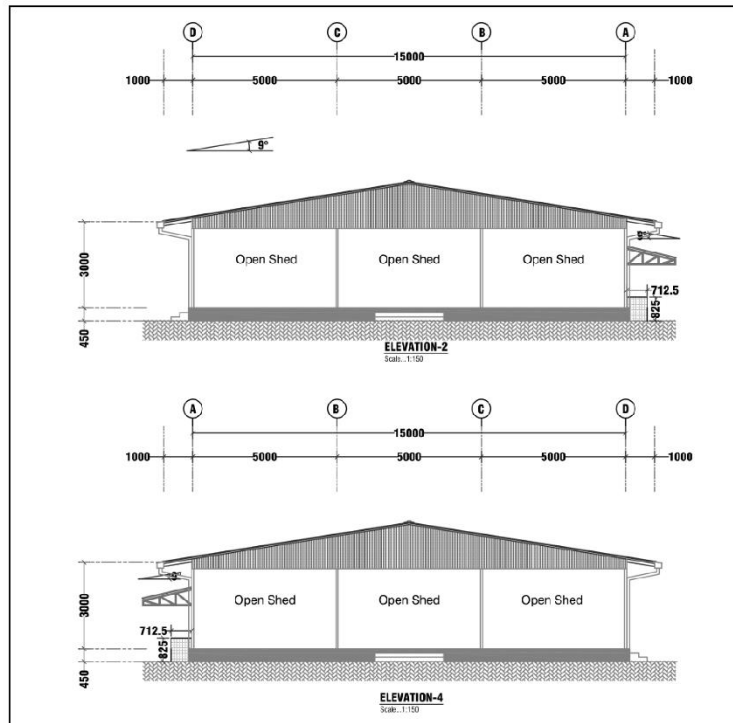 D C B A
15000
1000 5000 5000 5000 1000
9°
3000
Open Shed Open Shed Open Shed
9°
712.5
825
450
ELEVATION-2
Scale...1:150
A B C D
15000
1000 5000 5000 5000 1000
9°
3000
Open Shed Open Shed Open Shed
712.5
825
450
ELEVATION-4
Scale...1:150